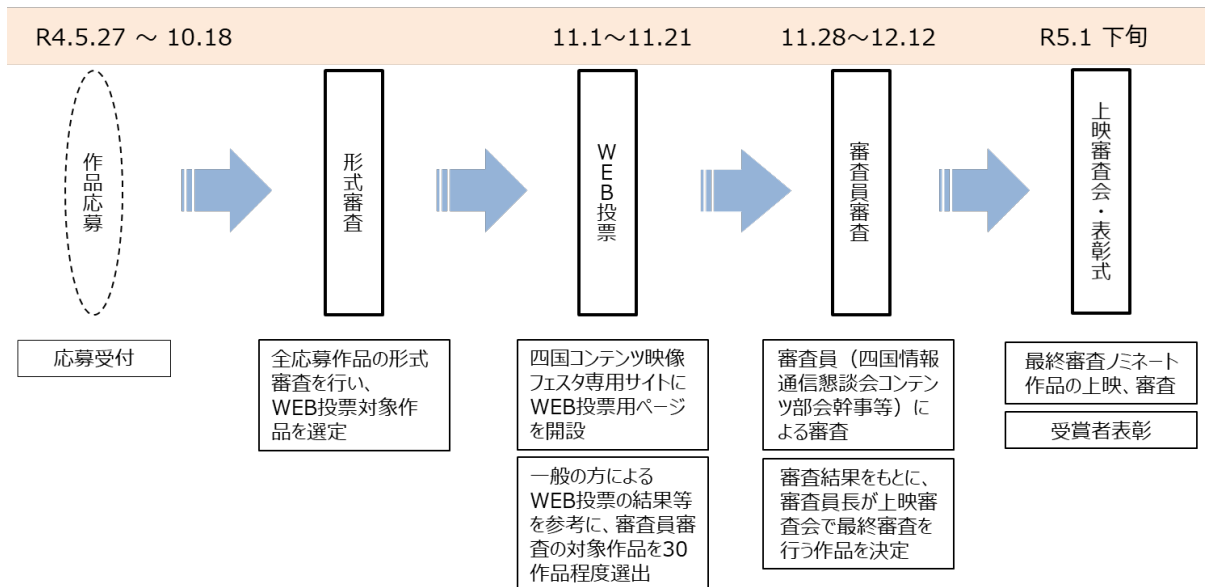 R4.5.27 ～ 10.18
11.1～11.21
11.28～12.12
R5.1 下旬
作品応募
形式審査
WEB投票
審査員審査
上映審査会・表彰式
応募受付
全応募作品の形式
審査を行い、
WEB投票対象作
品を選定
四国コンテンツ映像
フェスタ専用サイトに
WEB投票用ページ
を開設
一般の方による
WEB投票の結果等
を参考に、審査員審
査の対象作品を30
作品程度選出
審査員（四国情報
通信懇談会コンテン
ツ部会幹事等）に
よる審査
審査結果をもとに、
審査員長が上映審
査会で最終審査を
行う作品を決定
最終審査ノミネート
作品の上映、審査
受賞者表彰